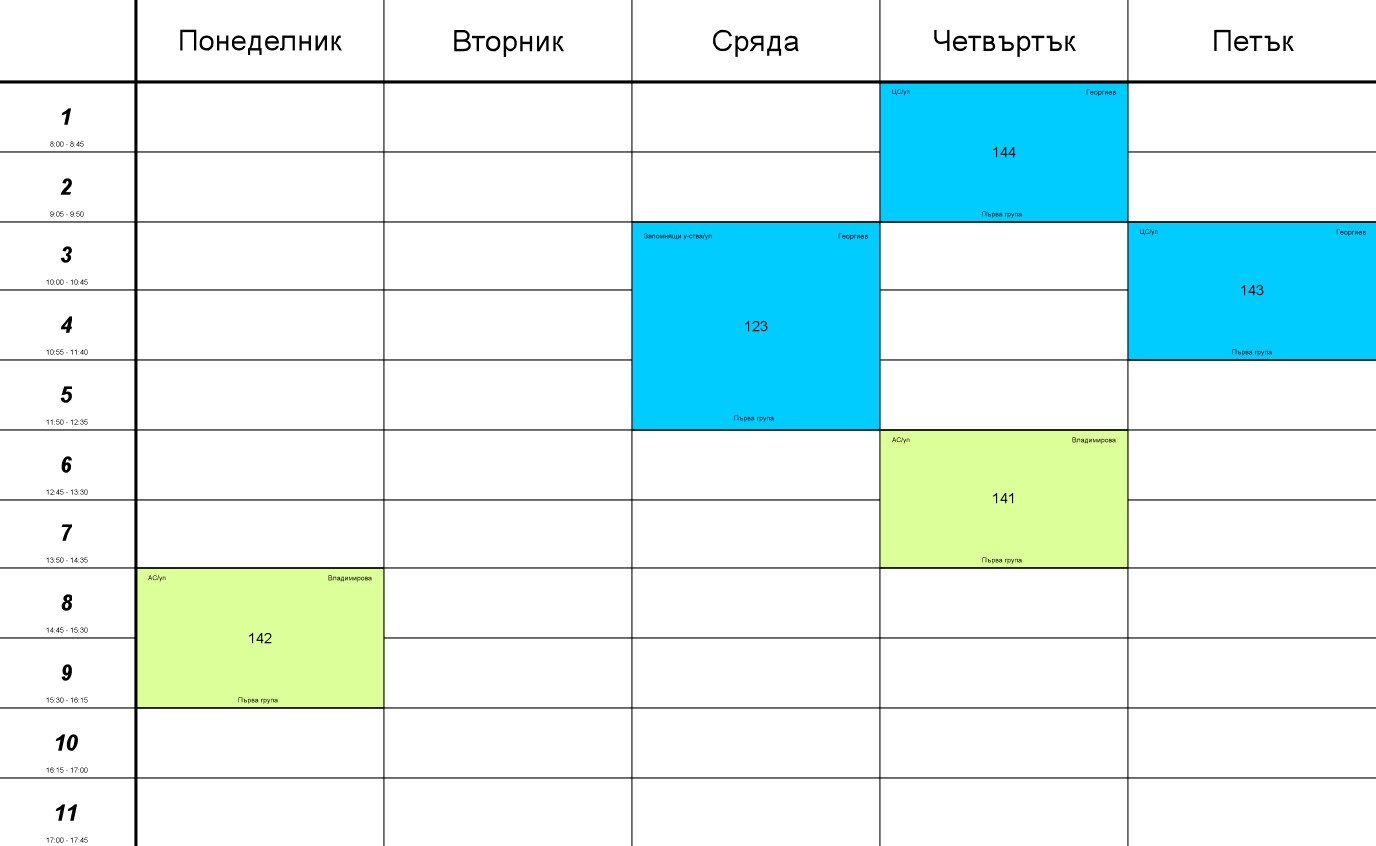 Понеделник Вторник Сряда Четвъртък Петък
1
8:00 - 8:45
ЦС/уп Георгиев
144
Първа група
2
9:05 - 9:50
3
10:00 - 10:45
Запомнящи у-ства/уп Георгиев
123
Първа група
ЦС/уп Георгиев
143
Първа група
4
10:55 - 11:40
5
11:50 - 12:35
6
12:45 - 13:30
АС/уп Владимирова
141
Първа група
7
13:50 - 14:35
8
14:45 - 15:30
АС/уп Владимирова
142
Първа група
9
15:30 - 16:15
10
16:15 - 17:00
11
17:00 - 17:45